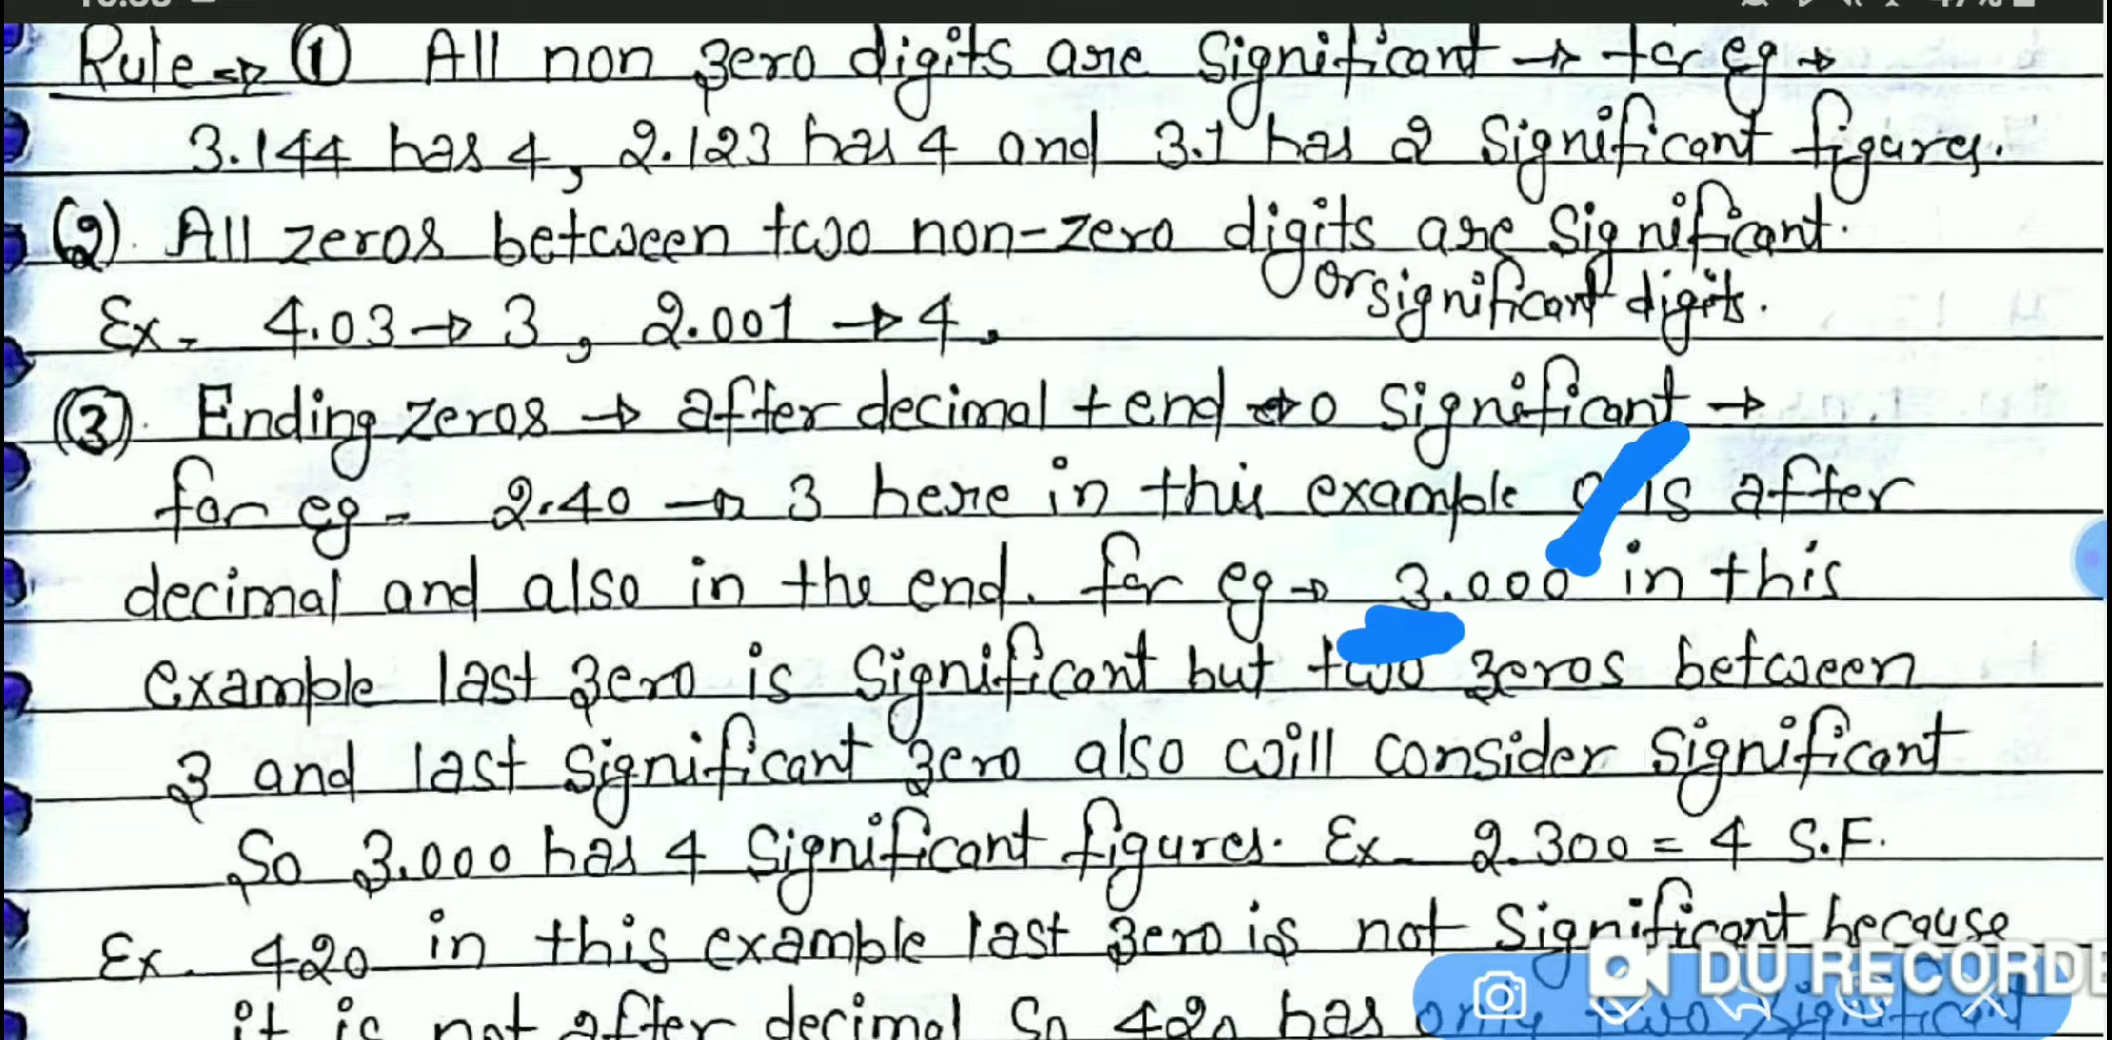 Rule → ① All non zero digits are Significant → for eg →
3.144 has 4, 2.123 has 4 and 3.1 has 2 Significant figures.
(2). All zeros between two non-zero digits are Significant.
or significant digits.
Ex - 4.03 → 3, 2.001 → 4,
(3). Ending zeros → after decimal + end → Significant →
for eg - 2.40 → 3 here in this example is after
decimal and also in the end. for eg → 3.000 in this
example last zero is Significant but two zeros between
3 and last significant zero also will consider significant
So 3.000 has 4 Significant figures. Ex - 2.300 = 4 S.F.
Ex - 420 in this example last zero is not Significant because
it is not after decimal So 420 has only two significant
DU RECORDE